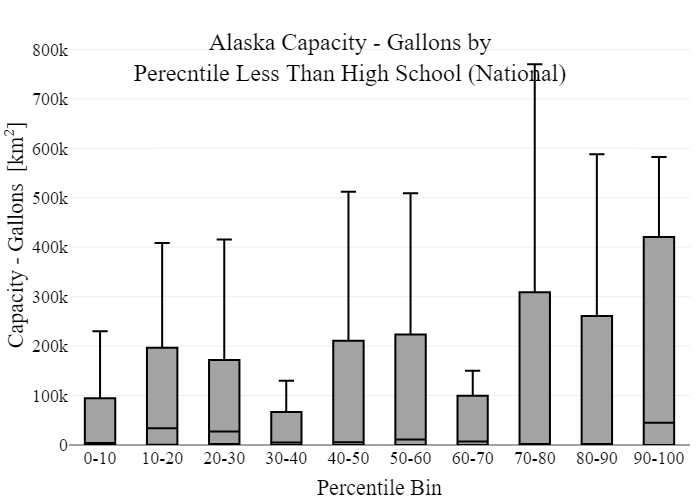 Alaska Capacity - Gallons by
Perecntile Less Than High School (National)
Capacity - Gallons [km²]
800k
700k
600k
500k
400k
300k
200k
100k
0
0-10 10-20 20-30 30-40 40-50 50-60 60-70 70-80 80-90 90-100
Percentile Bin